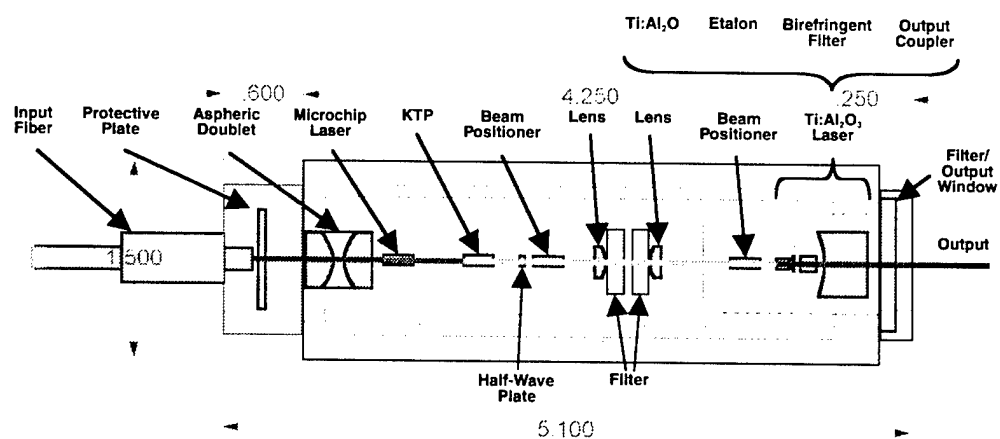 Ti:Al₂O
Etalon
Birefringent
Filter
Output
Coupler
.600
4.250
.250
Input
Fiber
Protective
Plate
Aspheric
Doublet
Microchip
Laser
KTP
Beam
Positioner
Lens
Lens
Beam
Positioner
Ti:Al₂O₃
Laser
Filter/
Output
Window
1.500
Output
Half-Wave
Plate
Filter
5.100